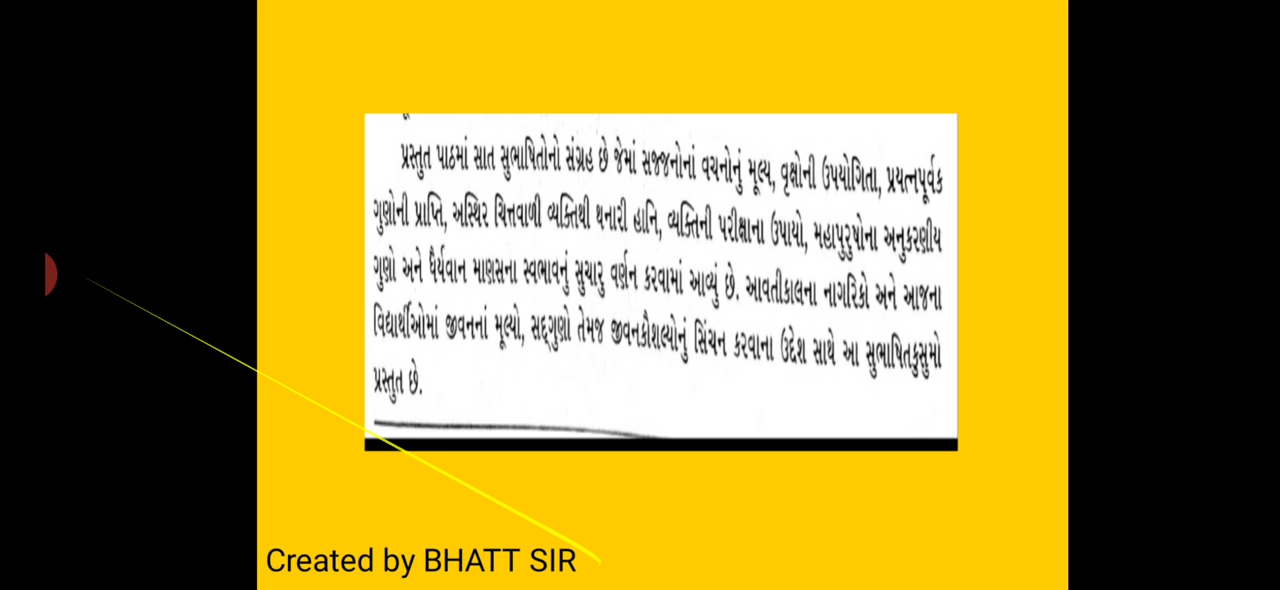 પ્રસ્તુત પાઠમાં સાત સુભાષિતોનો સંગ્રહ છે જેમાં સજ્જનોનાં વચનોનું મૂલ્ય, વૃક્ષોની ઉપયોગિતા, પ્રયત્નપૂર્વક
ગુણોની પ્રાપ્તિ, અસ્થિર ચિત્તવાળી વ્યક્તિથી થનારી હાનિ, વ્યક્તિની પરીક્ષાના ઉપાયો, મહાપુરુષોના અનુકરણીય
ગુણો અને ધૈર્યવાન માણસના સ્વભાવનું સુચારુ વર્ણન કરવામાં આવ્યું છે. આવતીકાલના નાગરિકો અને આજના
વિદ્યાર્થીઓમાં જીવનનાં મૂલ્યો, સદ્ગુણો તેમજ જીવનકૌશલ્યોનું સિંચન કરવાના ઉદેશ સાથે આ સુભાષિતકુસુમો
પ્રસ્તુત છે.
Created by BHATT SIR